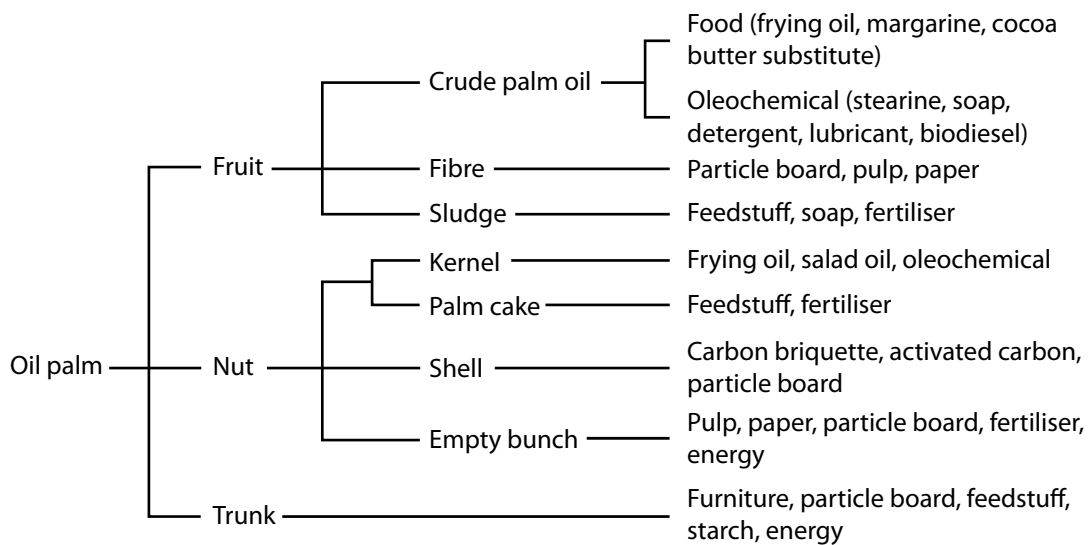 Food (frying oil, margarine, cocoa
butter substitute)
Crude palm oil
Oleochemical (stearine, soap,
detergent, lubricant, biodiesel)
Fruit
Fibre
Particle board, pulp, paper
Sludge
Feedstuff, soap, fertiliser
Kernel
Frying oil, salad oil, oleochemical
Palm cake
Feedstuff, fertiliser
Oil palm
Nut
Shell
Carbon briquette, activated carbon,
particle board
Empty bunch
Pulp, paper, particle board, fertiliser,
energy
Trunk
Furniture, particle board, feedstuff,
starch, energy